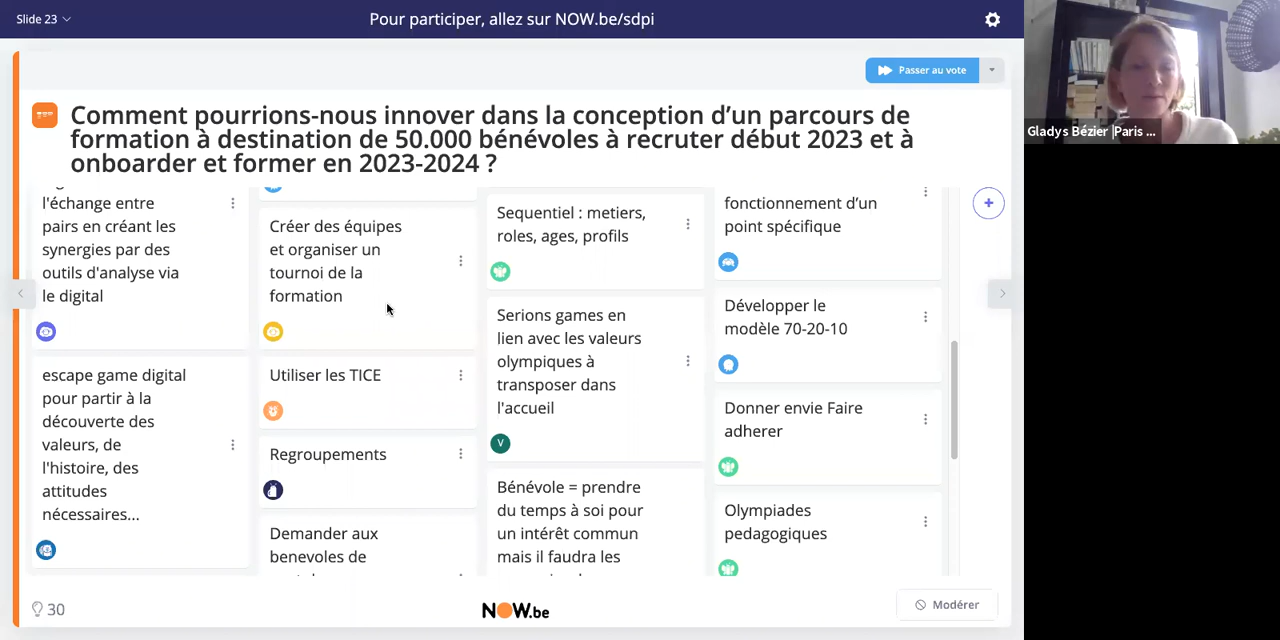 Slide 23
Pour participer, allez sur NOW.be/sdpi
Passer au vote
Comment pourrions-nous innover dans la conception d’un parcours de
formation à destination de 50.000 bénévoles à recruter début 2023 et à
onboarder et former en 2023-2024 ?
l'échange entre
pairs en créant les
synergies par des
outils d'analyse via
le digital
escape game digital
pour partir à la
découverte des
valeurs, de
l'histoire, des
attitudes
nécessaires...
Créer des équipes
et organiser un
tournoi de la
formation
Utiliser les TICE
Regroupements
Demander aux
benevoles de
Sequentiel : metiers,
roles, ages, profils
Serions games en
lien avec les valeurs
olympiques à
transposer dans
l'accueil
V
Bénévole = prendre
du temps à soi pour
un intérêt commun
mais il faudra les
fonctionnement d’un
point spécifique
Développer le
modèle 70-20-10
Donner envie Faire
adherer
Olympiades
pedagogiques
30
NOW.be
Modérer
Gladys Bézier |Paris ...